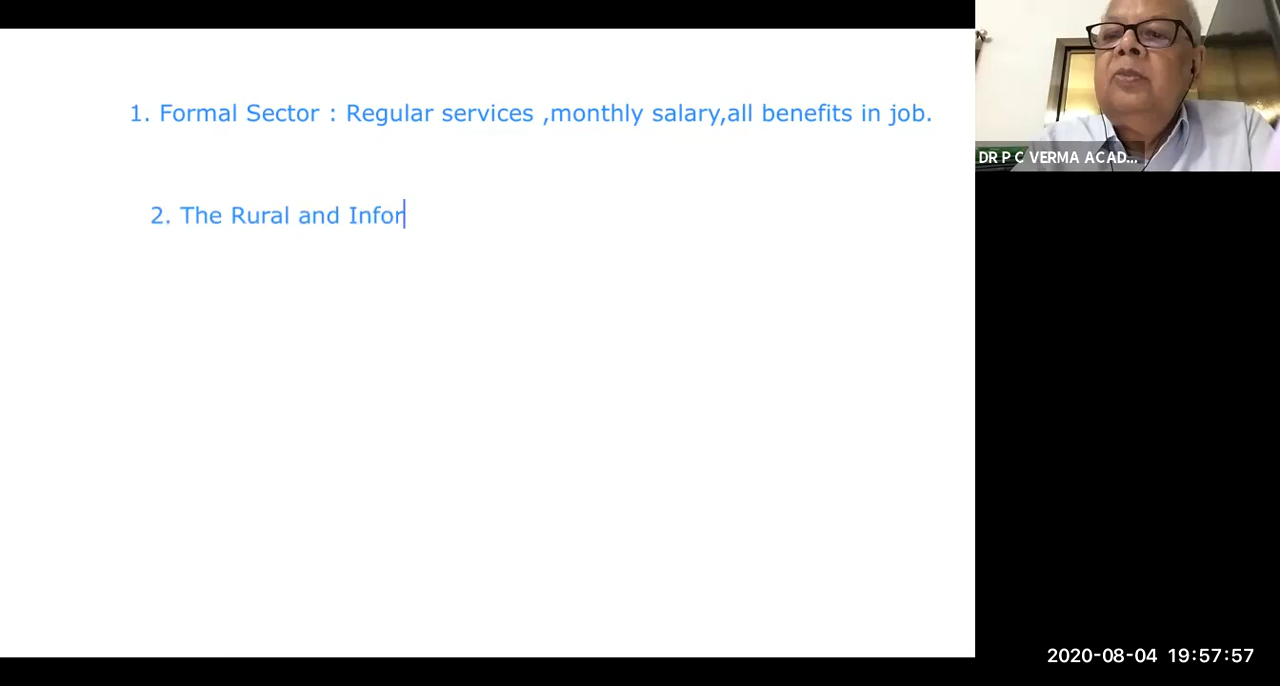 1. Formal Sector : Regular services ,monthly salary,all benefits in job.
2. The Rural and Infor
DR P C VERMA ACAD...
2020-08-04 19:57:57